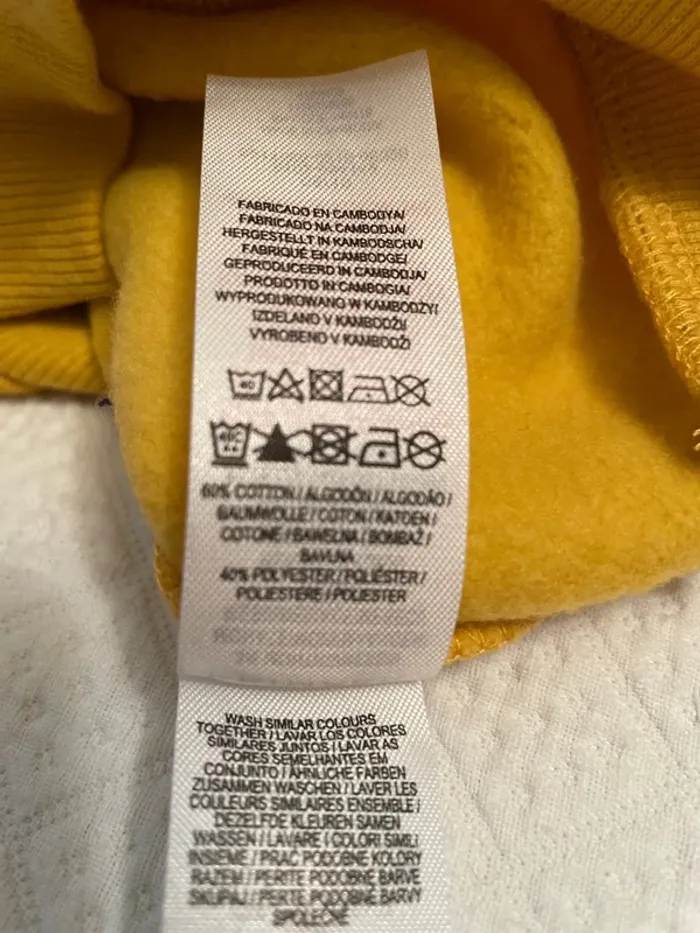 FABRICADO EN CAMBOYA/
FABRICADO NA CAMBODJA/
HERGESTELLT IN KAMBODSCHA/
FABRIQUÉ EN CAMBODGE/
GEPRODUCEERD IN CAMBODJA/
PRODOTTO IN CAMBOGIA/
WYPRODUKOWANO W KAMBODŻY/
IZDELANO V KAMBODŽI/
VYROBENO V KAMBODŽI
40
60% COTTON / ALGODÓN / ALGODÃO /
BAUMWOLLE / COTON / KATOEN /
COTONE / BAWEŁNA / BOMBAŽ /
BAVLNA
40% POLYESTER / POLIÉSTER /
POLIESTERE / POLIESTER
WASH SIMILAR COLOURS
TOGETHER / LAVAR LOS COLORES
SIMILARES JUNTOS / LAVAR AS
CORES SEMELHANTES EM
CONJUNTO / ÄHNLICHE FARBEN
ZUSAMMEN WASCHEN / LAVER LES
COULEURS SIMILAIRES ENSEMBLE /
DEZELFDE KLEUREN SAMEN
WASSEN / LAVARE I COLORI SIMILI
INSIEME / PRAĆ PODOBNE KOLORY
RAZEM / PERITE PODOBNE BARVE
SKUPAJ / PERTE PODOBNÉ BARVY
SPOLEČNĚ